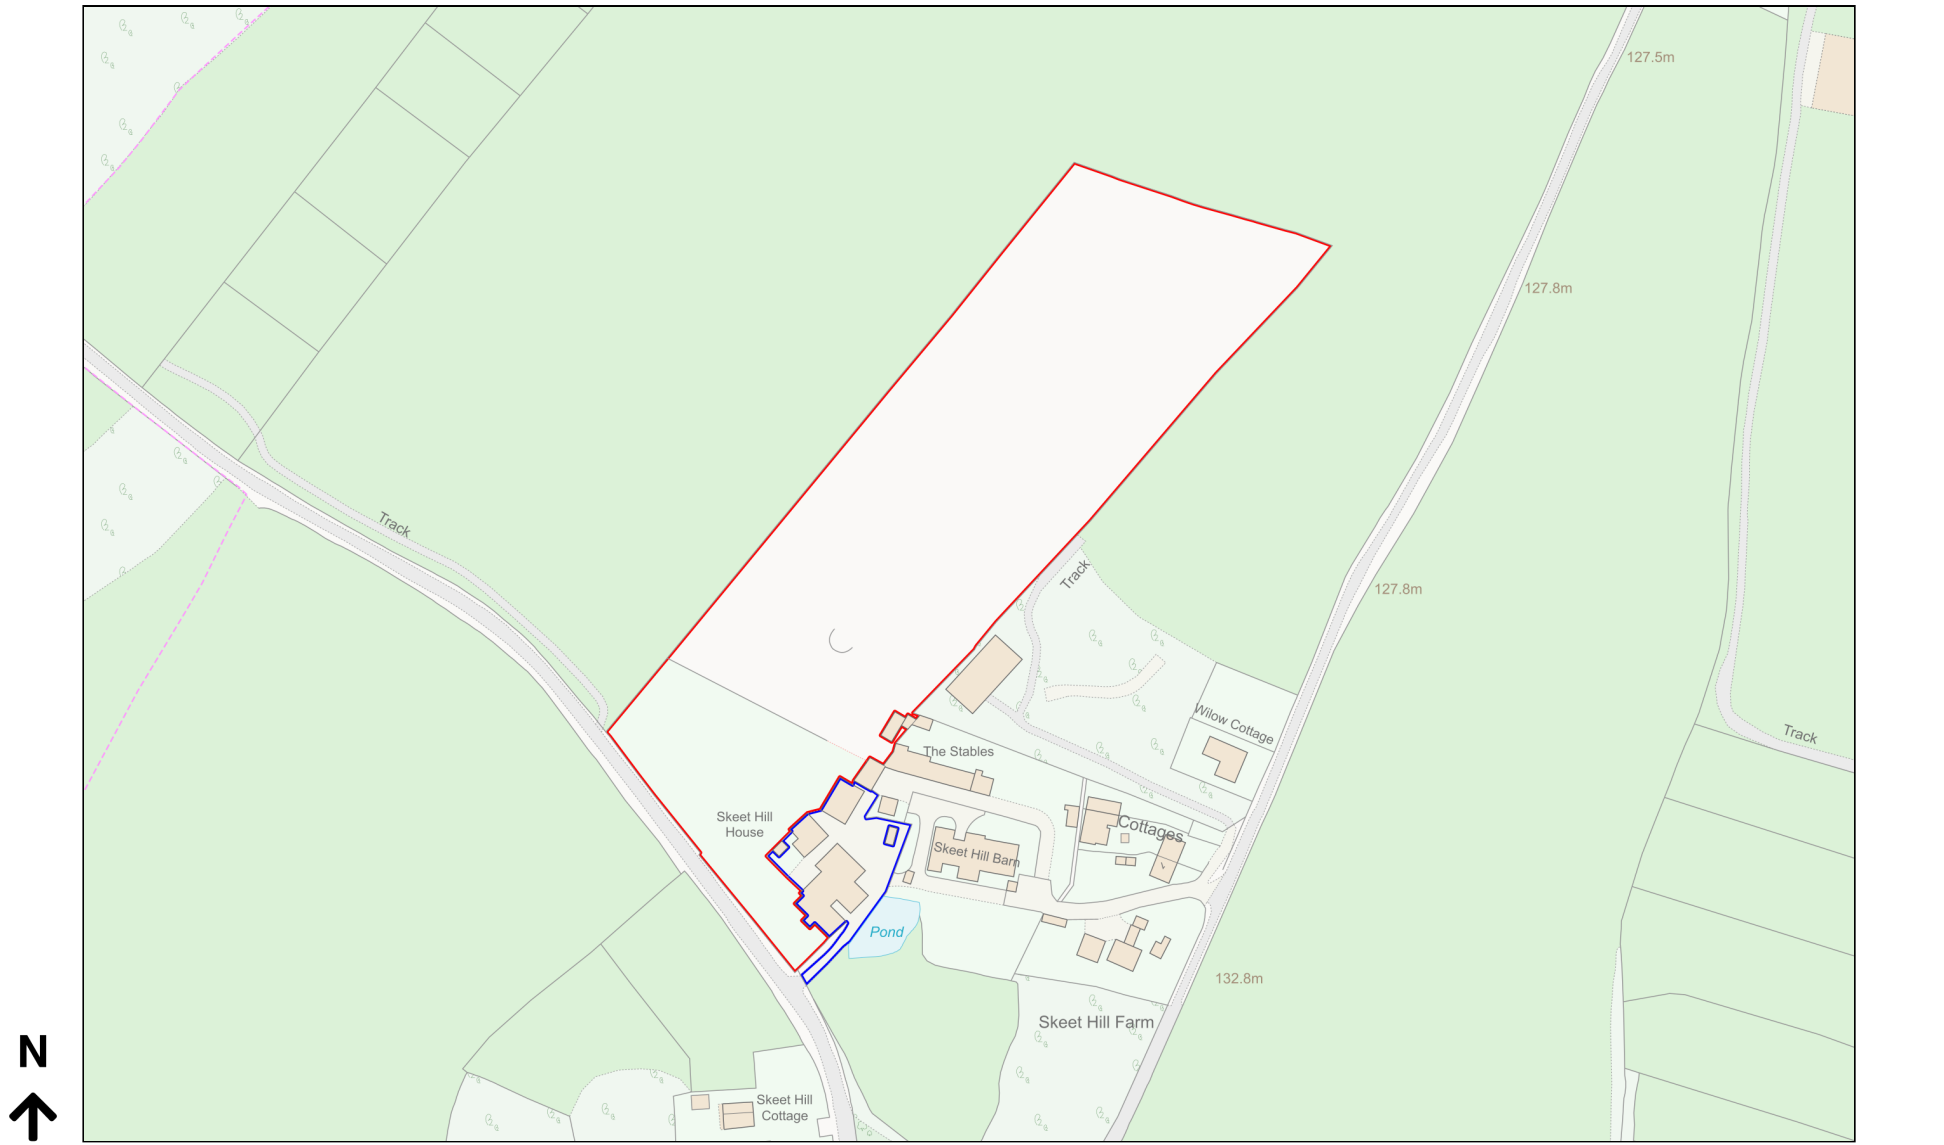 127.5m
127.8m
Track
Track
127.8m
Wilow Cottage
Track
The Stables
Skeet Hill
House
Cottages
Skeet Hill Barn
Pond
132.8m
Skeet Hill Farm
N
Skeet Hill
Cottage